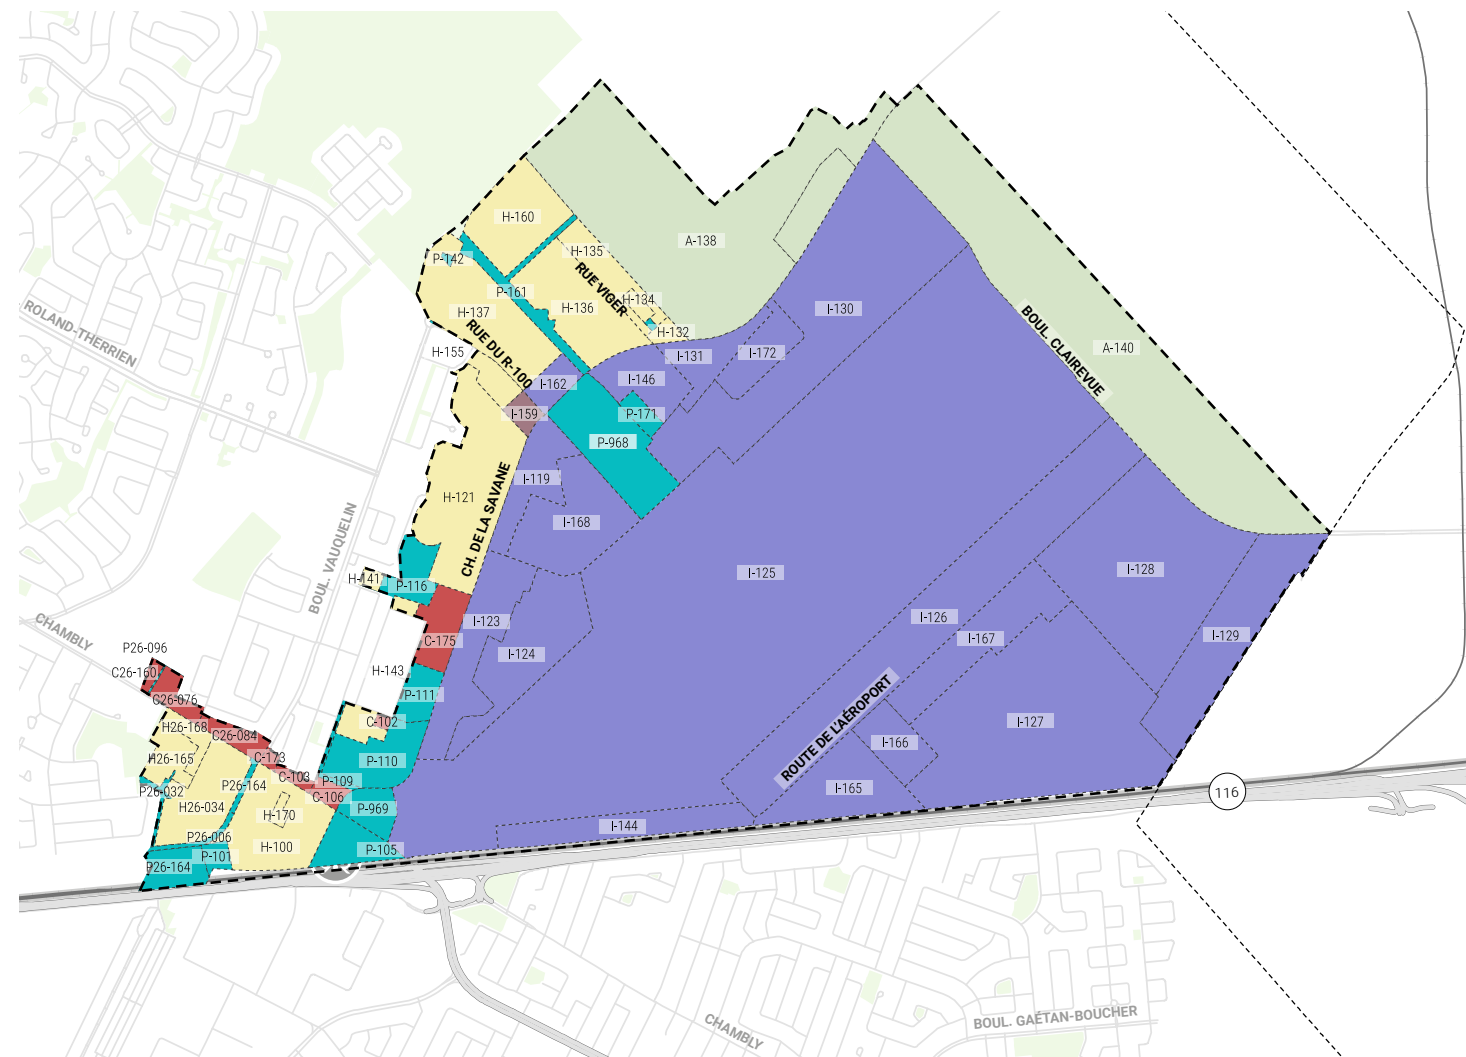 H-160
A-138
H-135
P-142
P-161
RUE VIGER
H-134
H-136
I-130
H-137
H-132
ROLAND-THERRIEN
RUE DU R-100
BOUL. CLAIREVUE
A-140
H-155
I-131
I-172
I-162
I-146
I-159
P-171
P-968
I-119
H-121
CH. DE LA SAVANE
I-168
BOUL. VAUQUELIN
I-125
I-128
H-141
P-116
I-126
I-123
I-129
CHAMBLY
I-167
C-175
P26-096
I-124
C26-160
H-143
P-111
C26-076
C-102
I-127
H26-168
C26-084
ROUTE DE L'AÉROPORT
I-166
H26-165
C-173
P-110
C-103
P-109
P26-164
I-165
P26-032
116
C-106
H26-034
P-969
H-170
I-144
P26-006
H-100
P-105
P-101
P26-164
CHAMBLY
BOUL. GAÉTAN-BOUCHER